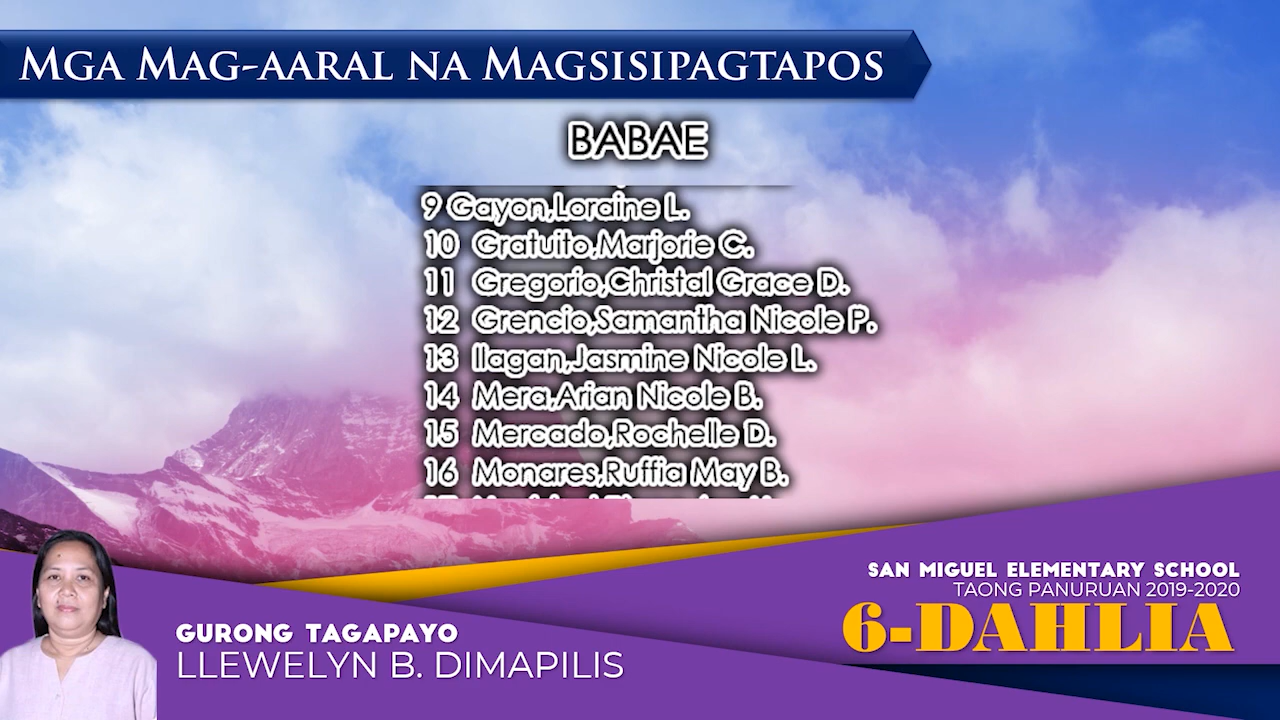 MGA MAG-AARAL NA MAGSISIPAGTAPOS
BABAE
9 Gayon,Loraine L.
10 Gratuito,Marjorie C.
11 Gregorio,Christal Grace D.
12 Grencio,Samantha Nicole P.
13 Ilagan,Jasmine Nicole L.
14 Mera,Arian Nicole B.
15 Mercado,Rochelle D.
16 Monares,Ruffia May B.
SAN MIGUEL ELEMENTARY SCHOOL
TAONG PANURUAN 2019-2020
6-DAHLIA
GURONG TAGAPAYO
LLEWELYN B. DIMAPILIS